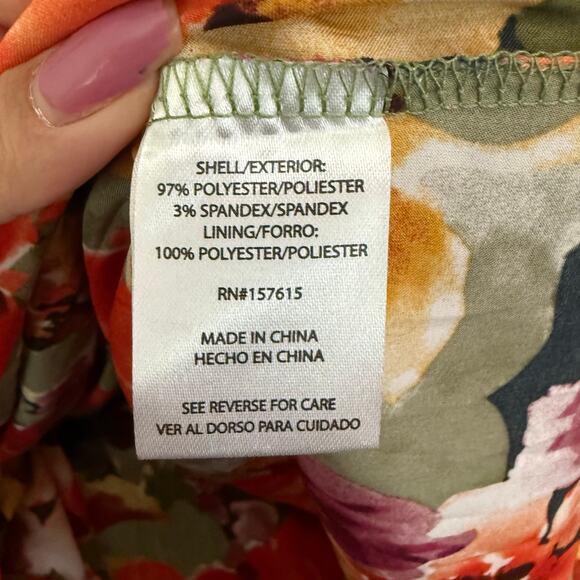 SHELL/EXTERIOR:
97% POLYESTER/POLIESTER
3% SPANDEX/SPANDEX
LINING/FORRO:
100% POLYESTER/POLIESTER
RN#157615
MADE IN CHINA
HECHO EN CHINA
SEE REVERSE FOR CARE
VER AL DORSO PARA CUIDADO